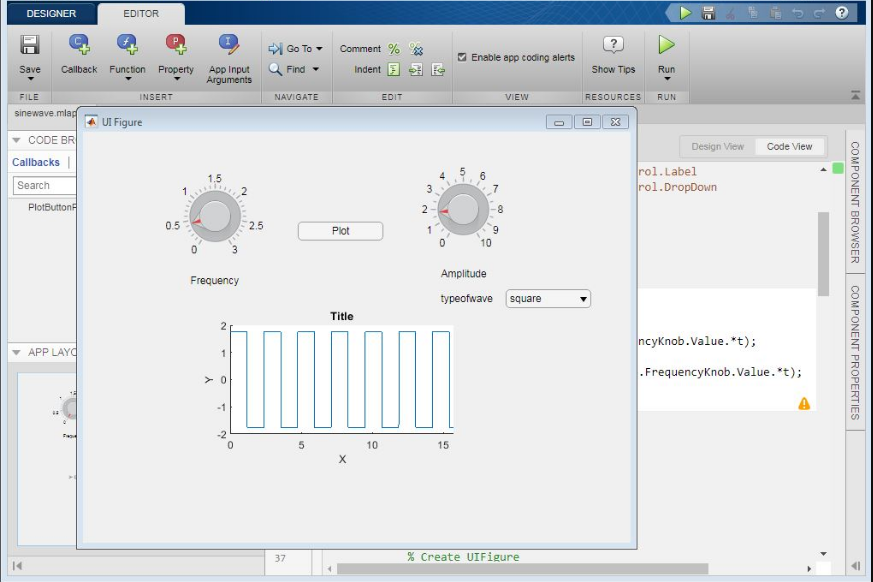 DESIGNER EDITOR
?
Save Callback Function Property App Input Arguments Go To Find Comment Indent Enable app coding alerts Show Tips Run
FILE INSERT NAVIGATE EDIT VIEW RESOURCES RUN
sinewave.mlap
UI Figure
CODE BR
Design View Code View
Callbacks
Search
PlotButtonP
rol.Label
rol.DropDown
COMPONENT BROWSER
COMPONENT PROPERTIES
0 0.5 1 1.5 2 2.5 3
Frequency
Plot
0 1 2 3 4 5 6 7 8 9 10
Amplitude
typeofwave square
Title
2
1
0
-1
-2
Y
0 5 10 15
X
ncyKnob.Value.*t);
.FrequencyKnob.Value.*t);
APP LAYC
37 % Create UIFigure